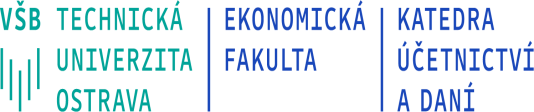 VŠB TECHNICKÁ
UNIVERZITA
OSTRAVA
EKONOMICKÁ
FAKULTA
KATEDRA
ÚČETNICTVÍ
A DANÍ